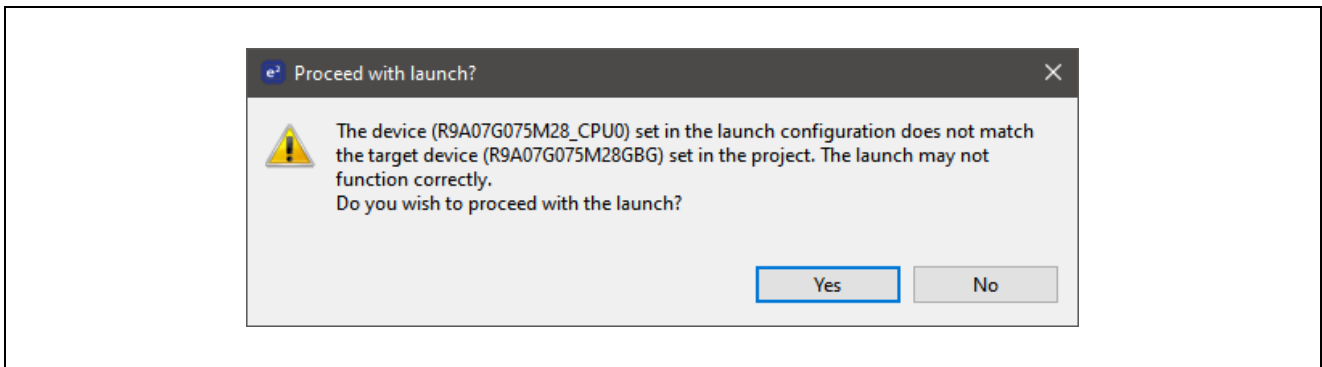 e² Proceed with launch?
The device (R9A07G075M28_CPU0) set in the launch configuration does not match
the target device (R9A07G075M28GBG) set in the project. The launch may not
function correctly.
Do you wish to proceed with the launch?
Yes No